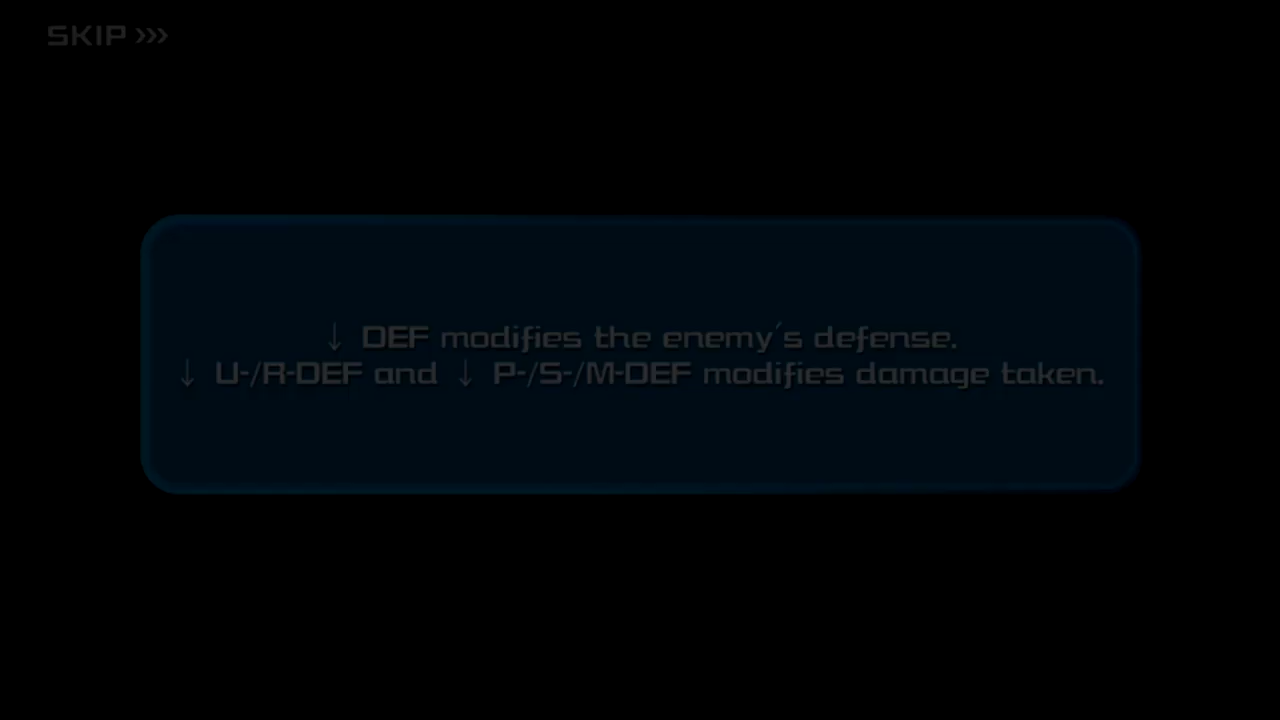 SKIP >>>
↓ DEF modifies the enemy's defense.
↓ U-/R-DEF and ↓ P-/S-/M-DEF modifies damage taken.